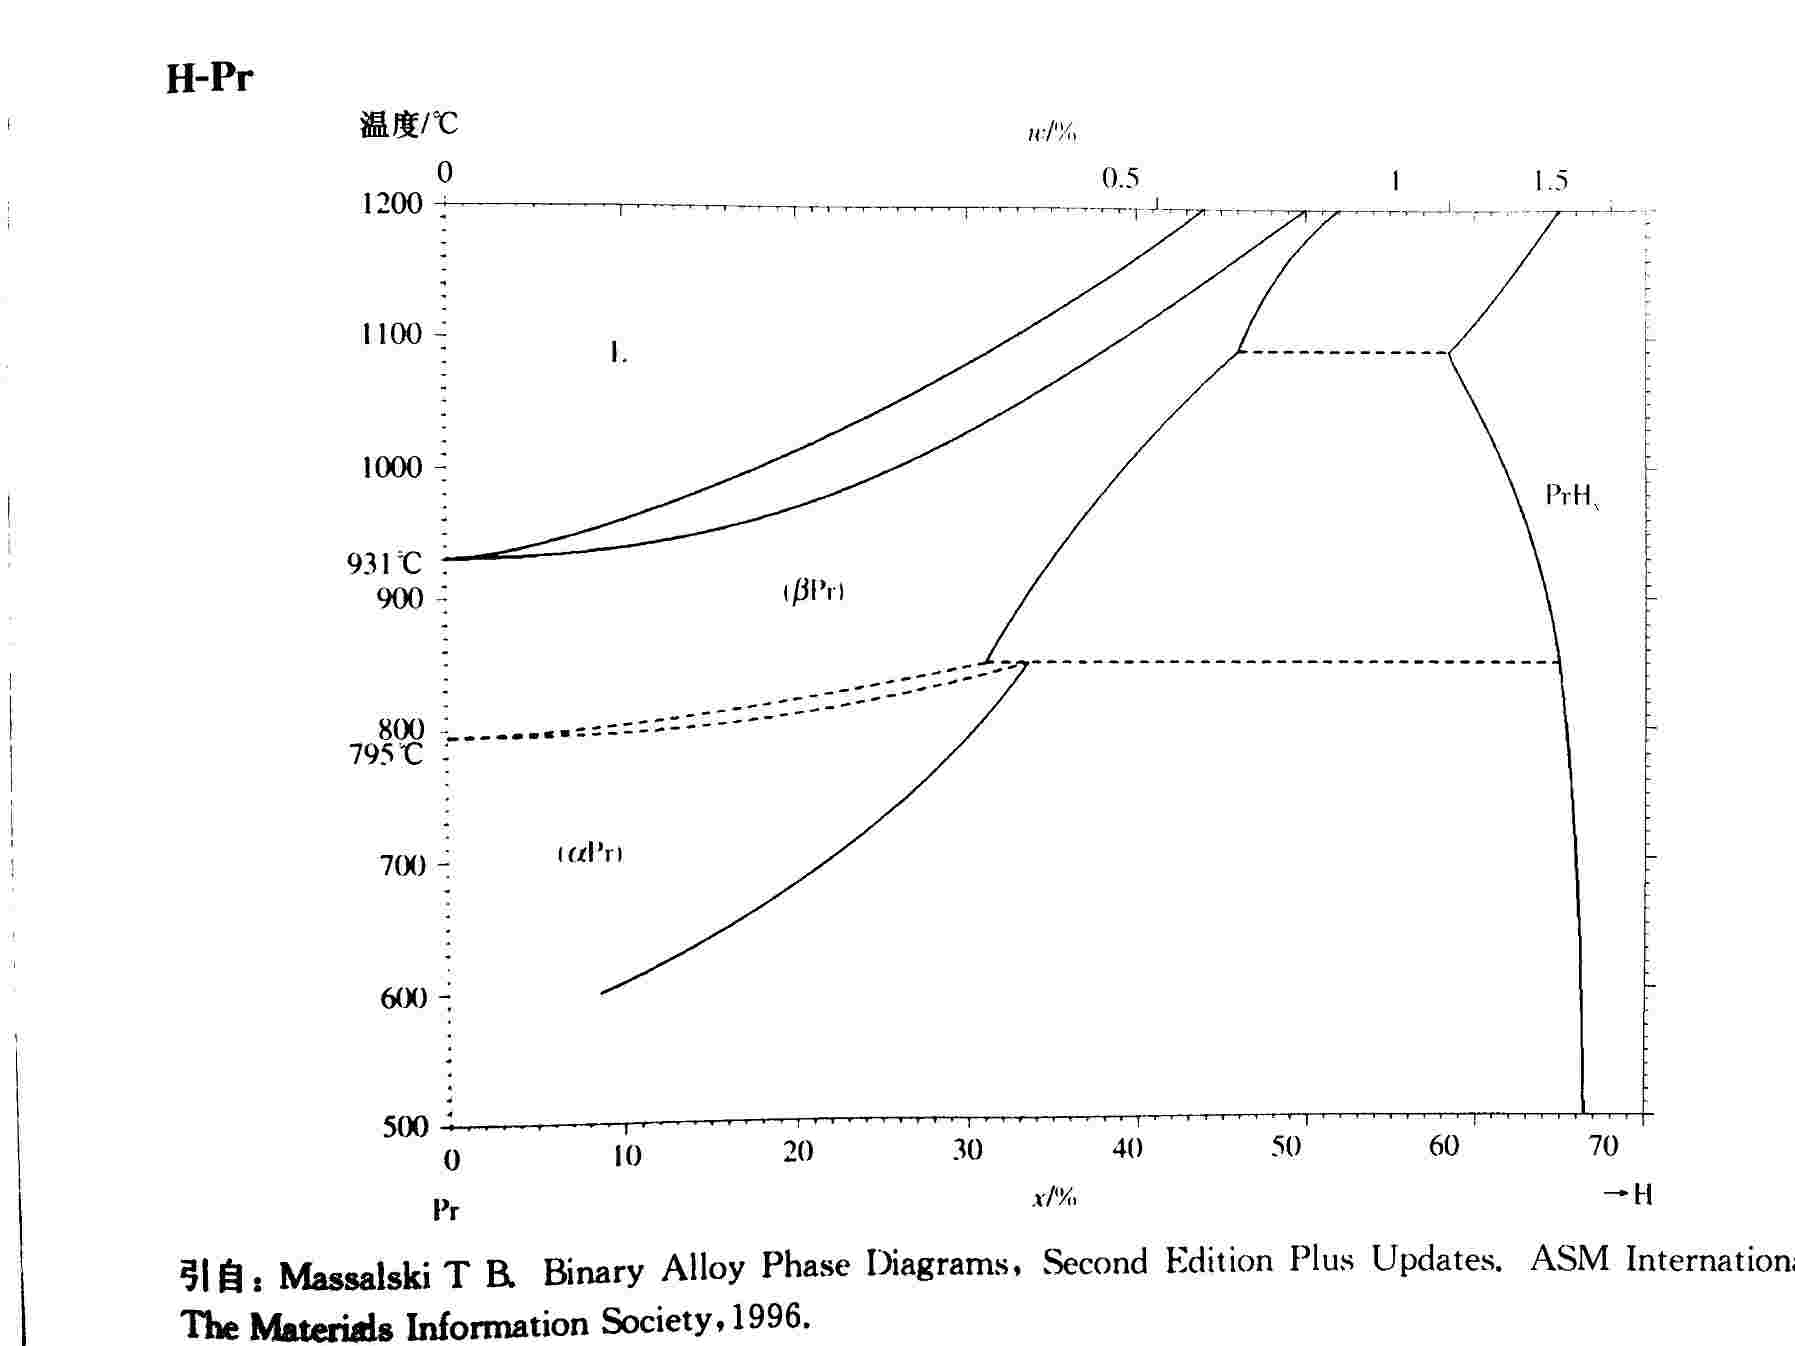 H-Pr
温度/℃
w/%
0 0.5 1 1.5
1200
1100
L
1000
PrHx
931℃
(βPr)
900
800
795℃
(αPr)
700
600
500
0 10 20 30 40 50 60 70
Pr x/% →H
引自: Massalski T B. Binary Alloy Phase Diagrams, Second Edition Plus Updates. ASM Internationa
The Materials Information Society, 1996.